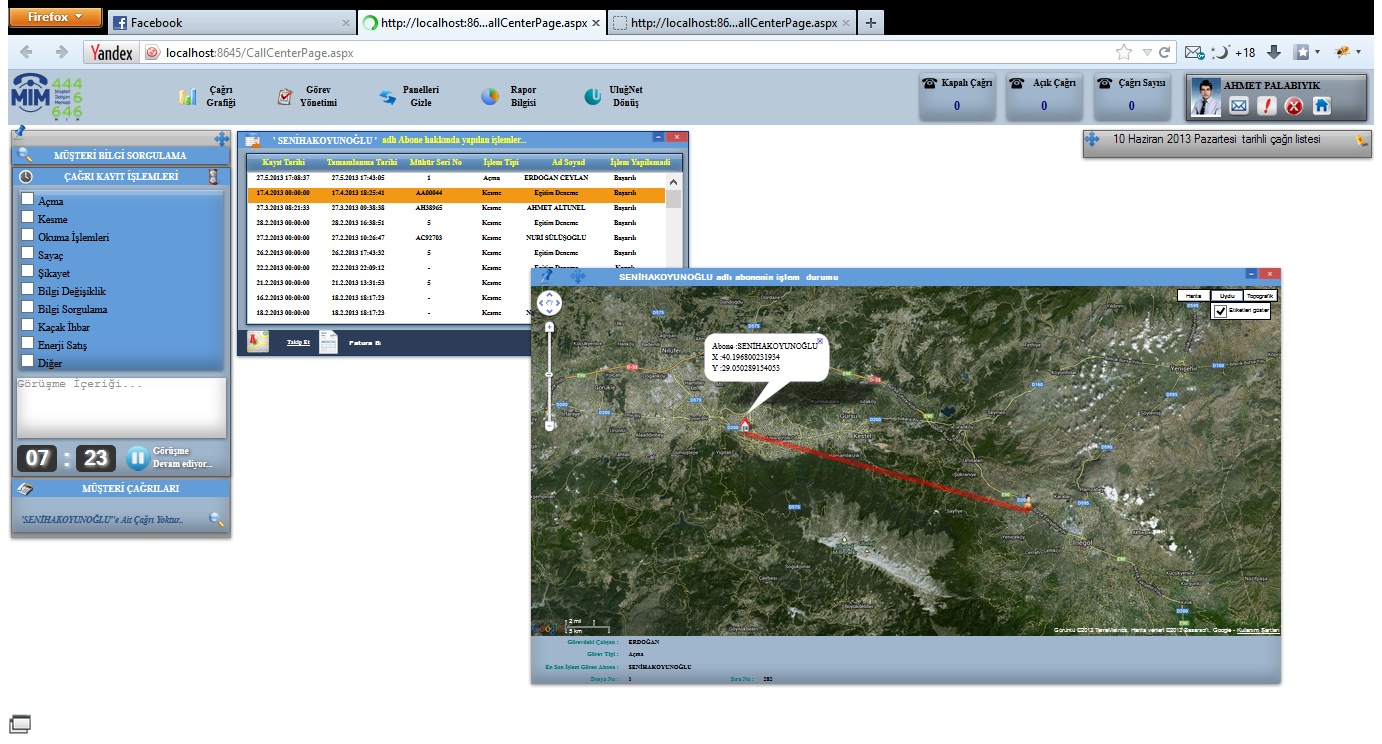 Firefox
Facebook
http://localhost:86...allCenterPage.aspx
http://localhost:86...allCenterPage.aspx
Yandex
localhost:8645/CallCenterPage.aspx
+18
MİM
444
6
646
Çağrı
Grafiği
Görev
Yönetimi
Panelleri
Gizle
Rapor
Bilgisi
UluğNet
Dönüş
Kapalı Çağrı
0
Açık Çağrı
0
Çağrı Sayısı
0
AHMET PALABIYIK
MÜŞTERİ BİLGİ SORGULAMA
ÇAĞRI KAYIT İŞLEMLERİ
Açma
Kesme
Okuma İşlemleri
Sayaç
Şikayet
Bilgi Değişiklik
Bilgi Sorgulama
Kaçak İhbar
Enerji Satış
Diğer
Görüşme İçeriği...
07 : 23
Görüşme
Devam ediyor...
MÜŞTERİ ÇAĞRILARI
'SENİHAKOYUNOĞLU''e Ait Çağrı Yoktur..
' SENİHAKOYUNOĞLU ' adlı Abone hakkında yapılan işlemler...
Kayıt Tarihi Tamamlanma Tarihi Mühür Seri No İşlem Tipi Ad Soyad İşlem Yapilamadi
27.5.2013 17:08:37 27.5.2013 17:43:05 1 Açma ERDOĞAN CEYLAN Başarılı
17.4.2013 00:00:00 17.4.2013 18:25:41 AA00044 Kesme Egitim Deneme Başarılı
27.3.2013 08:21:33 27.3.2013 09:38:38 AH38965 Kesme AHMET ALTUNEL Başarılı
28.2.2013 00:00:00 28.2.2013 16:38:51 5 Kesme Egitim Deneme Başarılı
27.2.2013 00:00:00 27.2.2013 10:26:47 AC92703 Kesme NURİ SÜLÜŞOĞLU Başarılı
26.2.2013 00:00:00 26.2.2013 17:43:32 5 Kesme Egitim Deneme Başarılı
22.2.2013 00:00:00 22.2.2013 22:09:12 - Kesme
21.2.2013 00:00:00 21.2.2013 13:31:53 5 Kesme
16.2.2013 00:00:00 18.2.2013 18:17:23 - Kesme
18.2.2013 00:00:00 18.2.2013 18:17:23 - Kesme
Takip Et
Fatura B:
10 Haziran 2013 Pazartesi tarihli çağrı listesi
SENİHAKOYUNOĞLU adlı abonenin işlem durumu
Harita
Uydu
Topografik
Etiketleri göster
Abone :SENİHAKOYUNOĞLU
X :40.196800231934
Y :29.050289154053
Nilüfer
Görükle
Gürsu
Kestel
Yenişehir
İnegöl
Google
2 mi
5 km
Görüntü ©2013 TerraMetrics, Harita verileri ©2013 Basarsoft, Google - Kullanım Şartları
Görevdeki Çalışan : ERDOĞAN
Görev Tipi : Açma
En Son İşlem Gören Abone : SENİHAKOYUNOĞLU
Dosya No : 1 Sıra No : 282